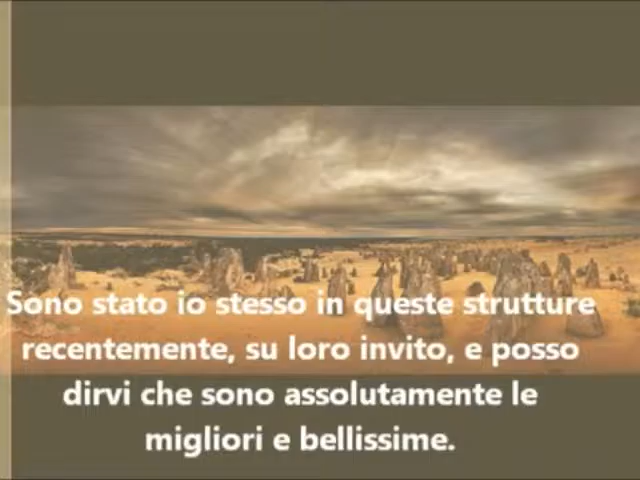 Sono stato io stesso in queste strutture
recentemente, su loro invito, e posso
dirvi che sono assolutamente le
migliori e bellissime.